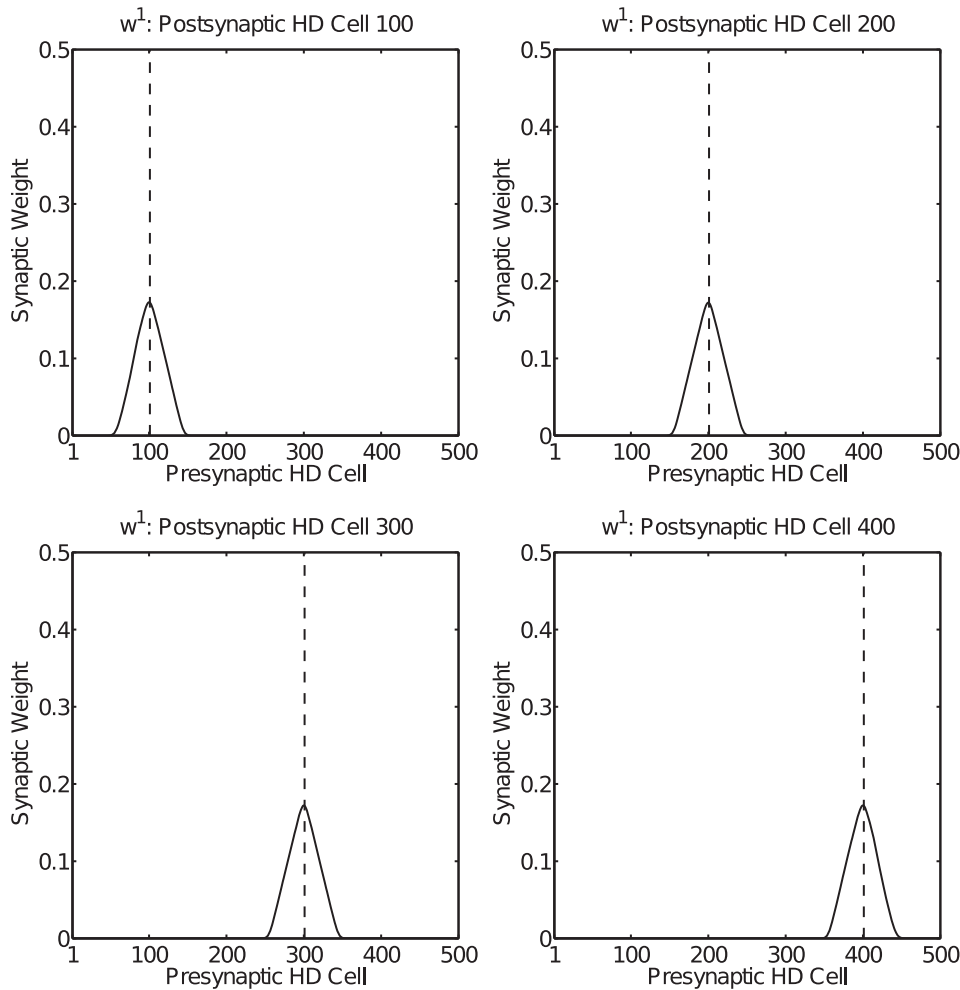 w¹: Postsynaptic HD Cell 100
0.5
0.4
0.3
0.2
0.1
0
Synaptic Weight
1 100 200 300 400 500
Presynaptic HD Cell
w¹: Postsynaptic HD Cell 200
0.5
0.4
0.3
0.2
0.1
0
Synaptic Weight
1 100 200 300 400 500
Presynaptic HD Cell
w¹: Postsynaptic HD Cell 300
0.5
0.4
0.3
0.2
0.1
0
Synaptic Weight
1 100 200 300 400 500
Presynaptic HD Cell
w¹: Postsynaptic HD Cell 400
0.5
0.4
0.3
0.2
0.1
0
Synaptic Weight
1 100 200 300 400 500
Presynaptic HD Cell